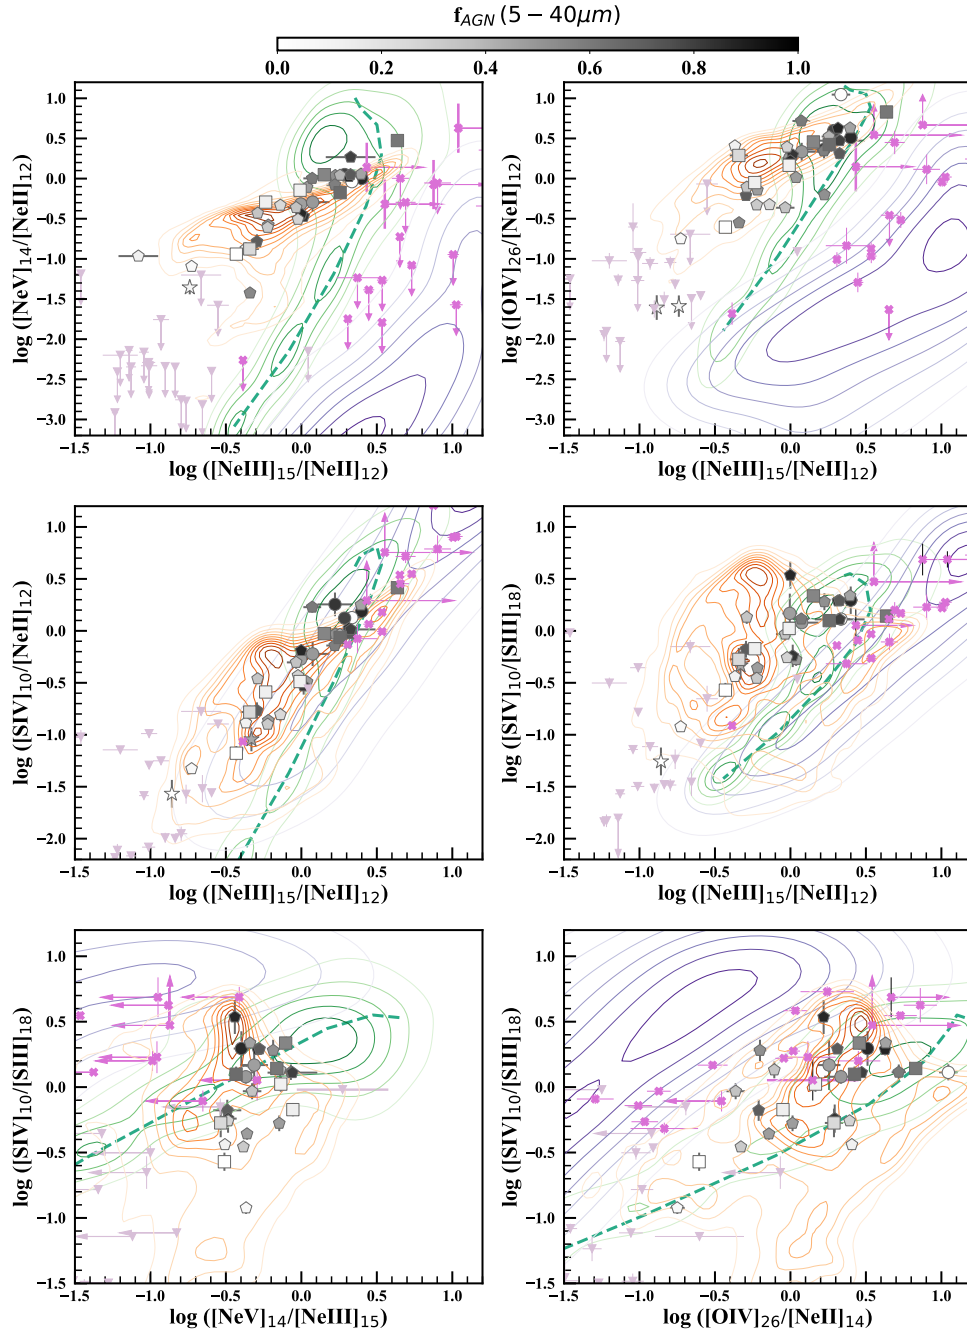 f_AGN (5 − 40μm)
0.0 0.2 0.4 0.6 0.8 1.0
log ([NeV]14/[NeII]12)
1.0
0.5
0.0
−0.5
−1.0
−1.5
−2.0
−2.5
−3.0
−1.5 −1.0 −0.5 0.0 0.5 1.0
log ([NeIII]15/[NeII]12)
log ([OIV]26/[NeII]12)
1.0
0.5
0.0
−0.5
−1.0
−1.5
−2.0
−2.5
−3.0
−1.5 −1.0 −0.5 0.0 0.5 1.0
log ([NeIII]15/[NeII]12)
log ([SIV]10/[NeII]12)
1.0
0.5
0.0
−0.5
−1.0
−1.5
−2.0
−1.5 −1.0 −0.5 0.0 0.5 1.0
log ([NeIII]15/[NeII]12)
log ([SIV]10/[SIII]18)
1.0
0.5
0.0
−0.5
−1.0
−1.5
−2.0
−1.5 −1.0 −0.5 0.0 0.5 1.0
log ([NeIII]15/[NeII]12)
log ([SIV]10/[SIII]18)
1.0
0.5
0.0
−0.5
−1.0
−1.5
−1.5 −1.0 −0.5 0.0 0.5 1.0
log ([NeV]14/[NeIII]15)
log ([SIV]10/[SIII]18)
1.0
0.5
0.0
−0.5
−1.0
−1.5
−1.5 −1.0 −0.5 0.0 0.5 1.0
log ([OIV]26/[NeII]14)